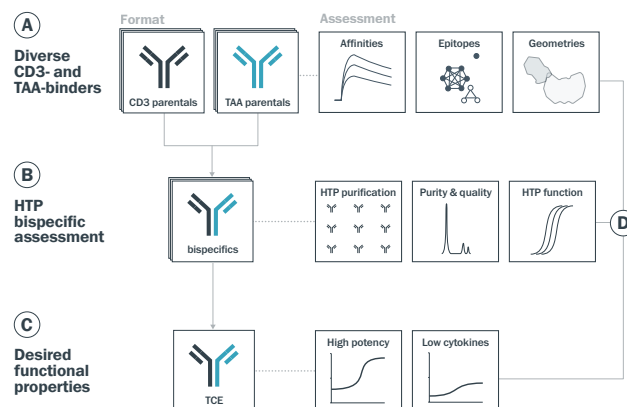 A
Format
Assessment
Diverse
CD3- and
TAA-binders
CD3 parentals
TAA parentals
Affinities
Epitopes
Geometries
B
HTP
bispecific
assessment
bispecifics
HTP purification
Purity & quality
HTP function
D
C
Desired
functional
properties
TCE
High potency
Low cytokines